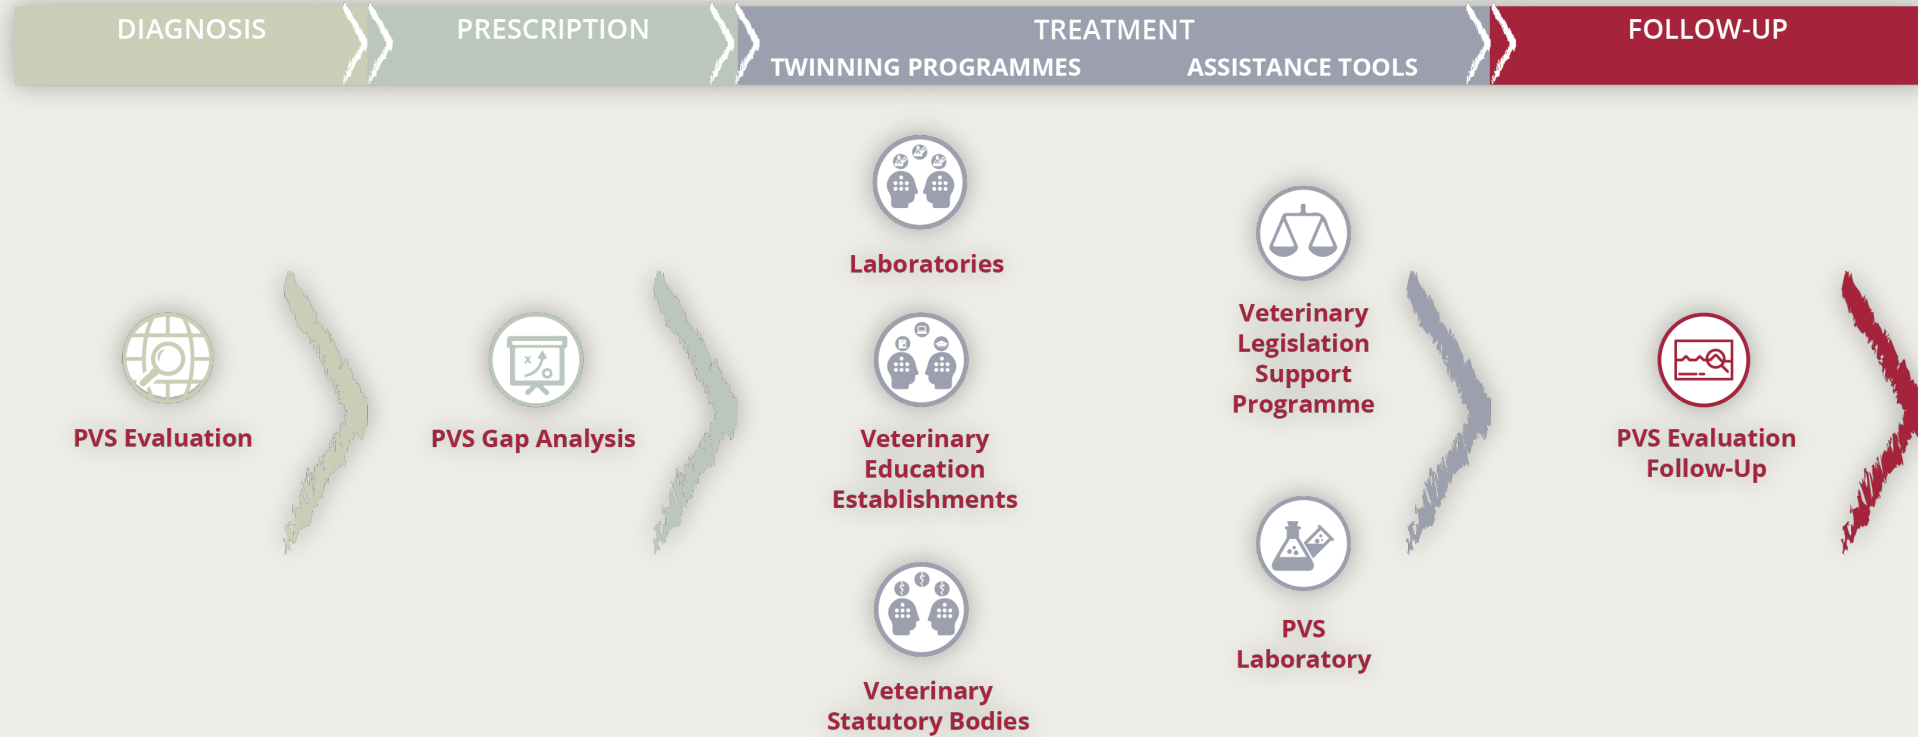 DIAGNOSIS
PRESCRIPTION
TREATMENT
TWINNING PROGRAMMES
ASSISTANCE TOOLS
FOLLOW-UP
PVS Evaluation
PVS Gap Analysis
Laboratories
Veterinary
Education
Establishments
Veterinary
Statutory Bodies
Veterinary
Legislation
Support
Programme
PVS
Laboratory
PVS Evaluation
Follow-Up